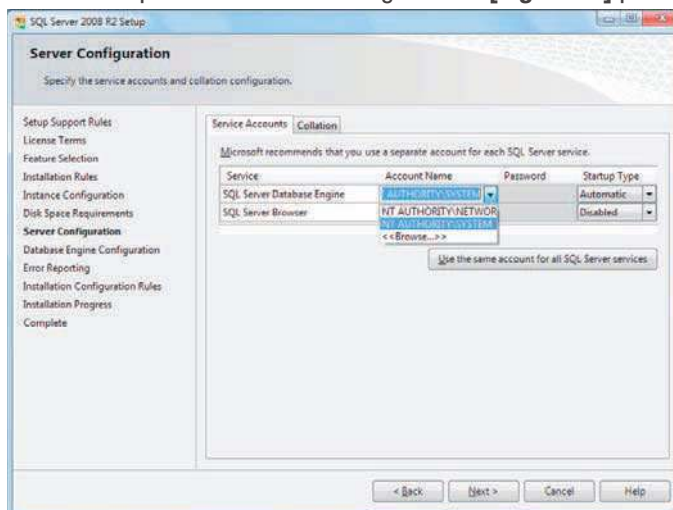 SQL Server 2008 R2 Setup
Server Configuration
Specify the service accounts and collation configuration.
Setup Support Rules
License Terms
Feature Selection
Installation Rules
Instance Configuration
Disk Space Requirements
Server Configuration
Database Engine Configuration
Error Reporting
Installation Configuration Rules
Installation Progress
Complete
Service Accounts Collation
Microsoft recommends that you use a separate account for each SQL Server service.
Service Account Name Password Startup Type
SQL Server Database Engine AUTHORITY\SYSTEM Automatic
SQL Server Browser NT AUTHORITY\NETWOR Disabled
NT AUTHORITY\SYSTEM
<<Browse...>>
Use the same account for all SQL Server services
< Back Next > Cancel Help